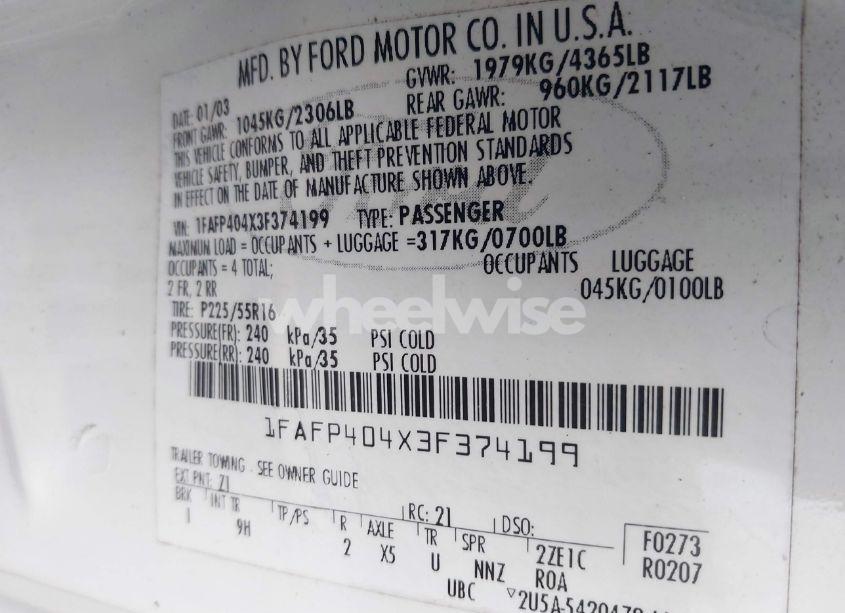 MFD. BY FORD MOTOR CO. IN U.S.A.
DATE: 01/03 GVWR: 1979KG/4365LB
FRONT GAWR: 1045KG/2306LB REAR GAWR: 960KG/2117LB
THIS VEHICLE CONFORMS TO ALL APPLICABLE FEDERAL MOTOR
VEHICLE SAFETY, BUMPER, AND THEFT PREVENTION STANDARDS
IN EFFECT ON THE DATE OF MANUFACTURE SHOWN ABOVE.
VIN: 1FAFP404X3F374199 TYPE: PASSENGER
MAXIMUM LOAD = OCCUPANTS + LUGGAGE =317KG/0700LB
OCCUPANTS = 4 TOTAL; OCCUPANTS LUGGAGE
2 FR, 2 RR 045KG/0100LB
TIRE: P225/55R16
PRESSURE(FR): 240 kPa/35 PSI COLD
PRESSURE(RR): 240 kPa/35 PSI COLD
wheelwise
1FAFP404X3F374199
TRAILER TOWING - SEE OWNER GUIDE
EXT PNT: Z1 RC: 21 DSO:
BRK INT TR TP/PS R AXLE TR SPR 2ZE1C F0273
1 9H 2 X5 U NNZ ROA R0207
UBC